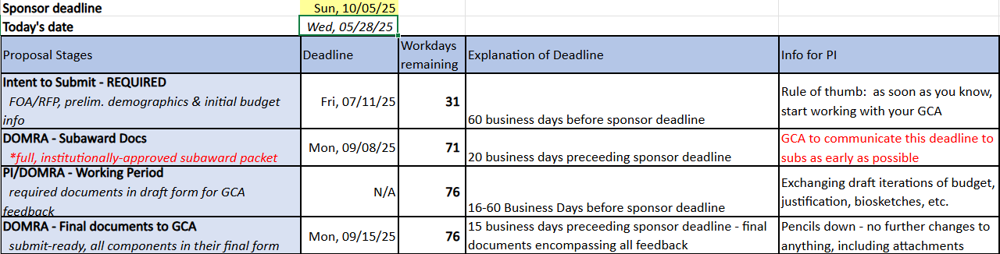 Sponsor deadline Sun, 10/05/25
Today's date Wed, 05/28/25
Proposal Stages Deadline Workdays remaining Explanation of Deadline Info for PI
Intent to Submit - REQUIRED
FOA/RFP, prelim. demographics & initial budget
info
Fri, 07/11/25
31
60 business days before sponsor deadline
Rule of thumb:  as soon as you know,
start working with your GCA
DOMRA - Subaward Docs
*full, institutionally-approved subaward packet
Mon, 09/08/25
71
20 business days preceeding sponsor deadline
GCA to communicate this deadline to
subs as early as possible
PI/DOMRA - Working Period
required documents in draft form for GCA
feedback
N/A
76
16-60 Business Days before sponsor deadline
Exchanging draft iterations of budget,
justification, biosketches, etc.
DOMRA - Final documents to GCA
submit-ready, all components in their final form
Mon, 09/15/25
76
15 business days preceeding sponsor deadline - final
documents encompassing all feedback
Pencils down - no further changes to
anything, including attachments